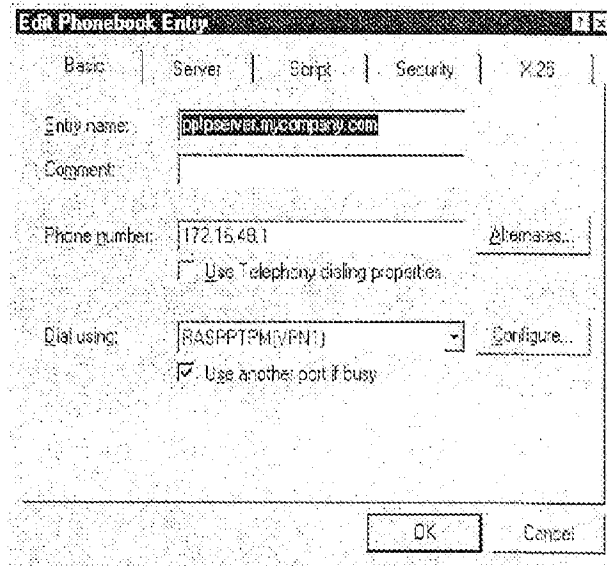 Edit Phonebook Entry
Basic Server Script Security X.25
Entry name: pptpserver.mycompany.com
Comment:
Phone number: 172.16.48.1 Alternates...
Use Telephony dialing properties
Dial using: RASPPTPM(VPN1) Configure...
Use another port if busy
OK Cancel